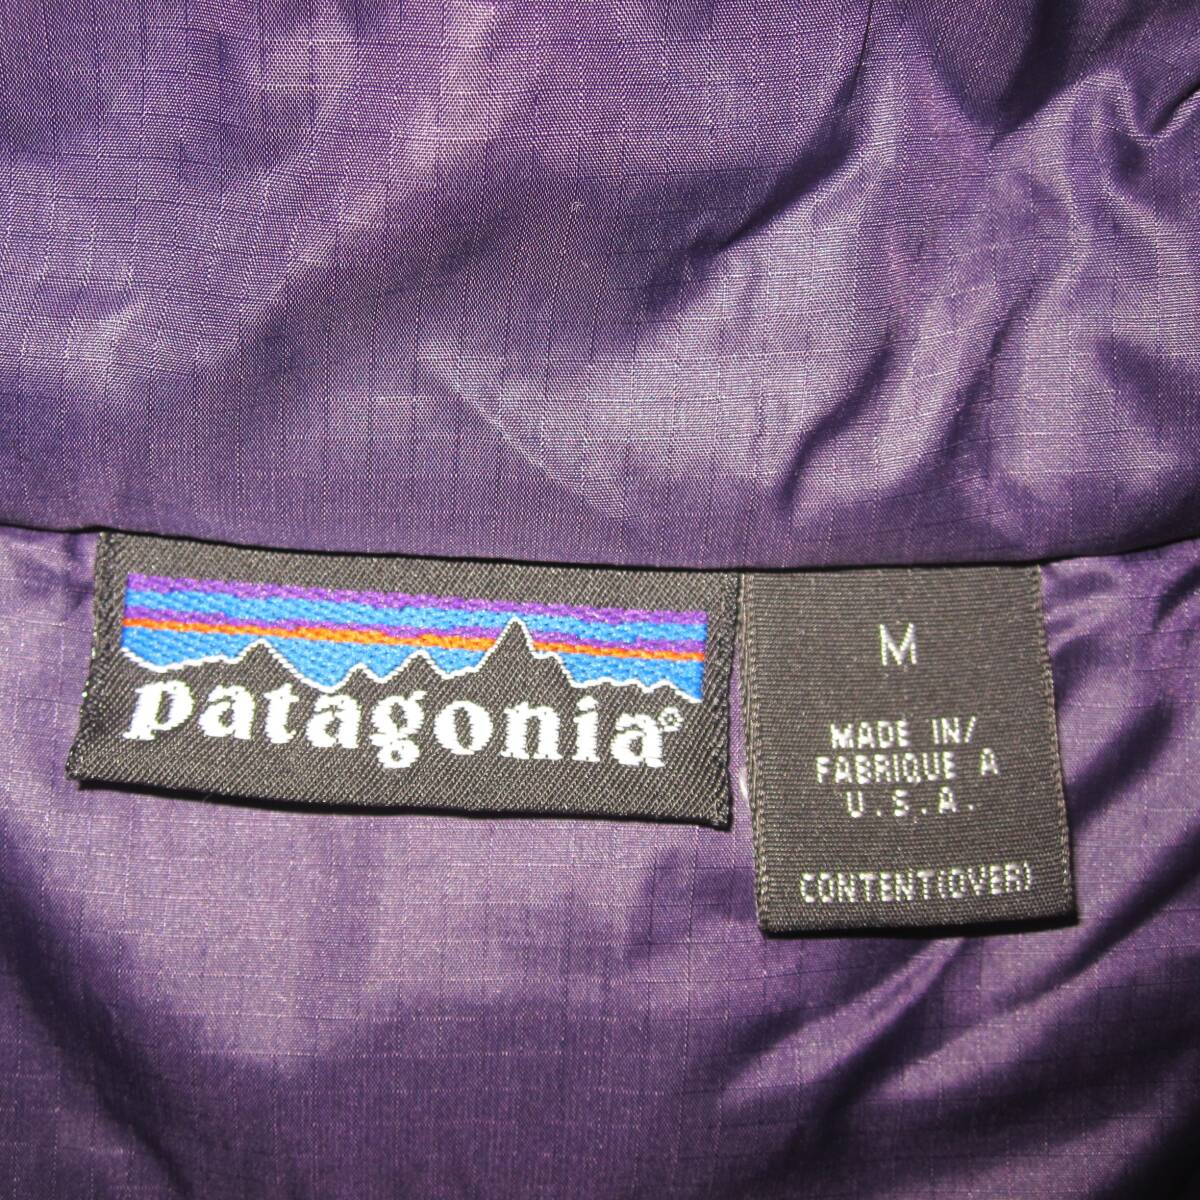 patagonia®
M
MADE IN/
FABRIQUE A
U.S.A.
CONTENT(OVER)